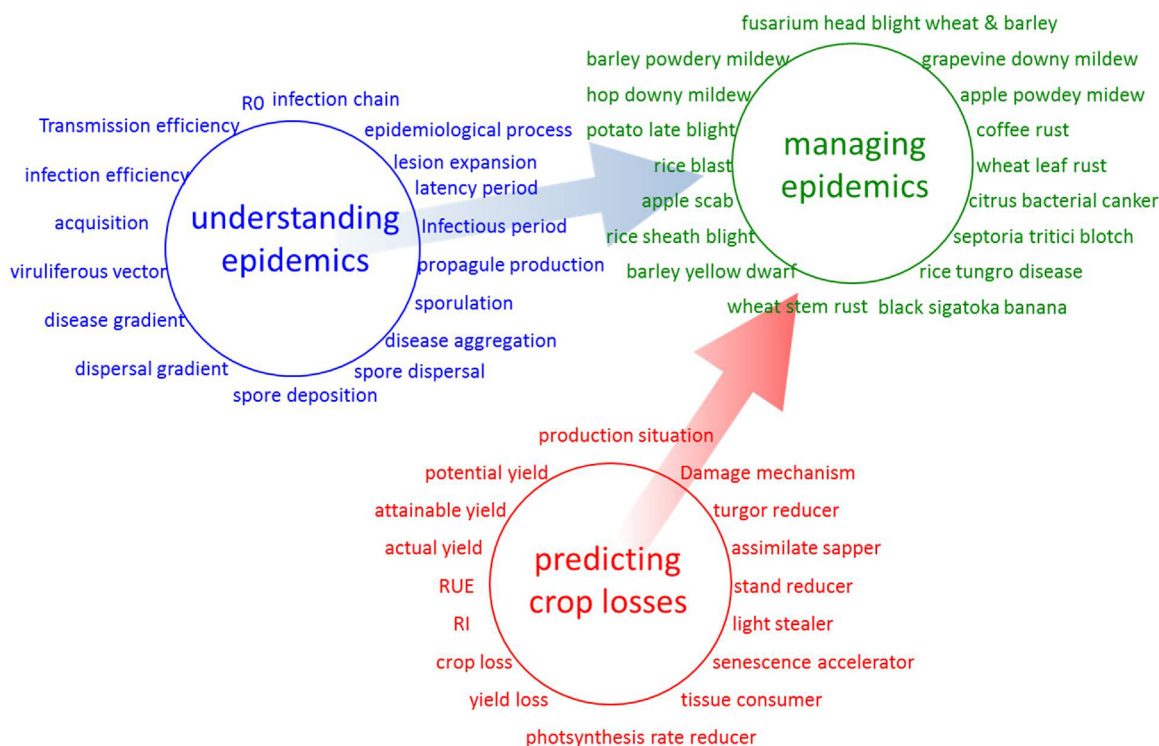 R0
infection chain
Transmission efficiency
epidemiological process
infection efficiency
lesion expansion
latency period
acquisition
Infectious period
viruliferous vector
propagule production
disease gradient
sporulation
dispersal gradient
disease aggregation
spore deposition
spore dispersal
understanding
epidemics
fusarium head blight wheat & barley
barley powdery mildew
grapevine downy mildew
hop downy mildew
apple powdey midew
potato late blight
coffee rust
rice blast
wheat leaf rust
apple scab
citrus bacterial canker
rice sheath blight
septoria tritici blotch
barley yellow dwarf
rice tungro disease
wheat stem rust
black sigatoka banana
managing
epidemics
production situation
potential yield
Damage mechanism
attainable yield
turgor reducer
actual yield
assimilate sapper
RUE
stand reducer
RI
light stealer
crop loss
senescence accelerator
yield loss
tissue consumer
photsynthesis rate reducer
predicting
crop losses